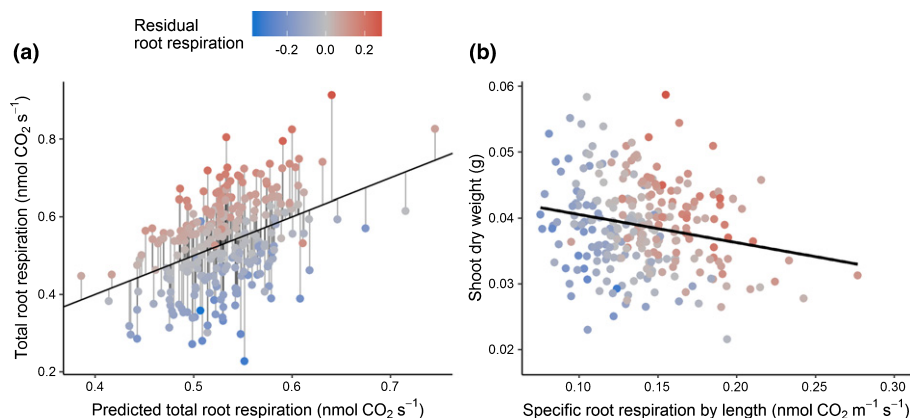 Residual
root respiration
-0.2 0.0 0.2
(a)
Total root respiration (nmol CO₂ s⁻¹)
0.8
0.6
0.4
0.2
0.4 0.5 0.6 0.7
Predicted total root respiration (nmol CO₂ s⁻¹)
(b)
Shoot dry weight (g)
0.06
0.05
0.04
0.03
0.02
0.10 0.15 0.20 0.25 0.30
Specific root respiration by length (nmol CO₂ m⁻¹ s⁻¹)